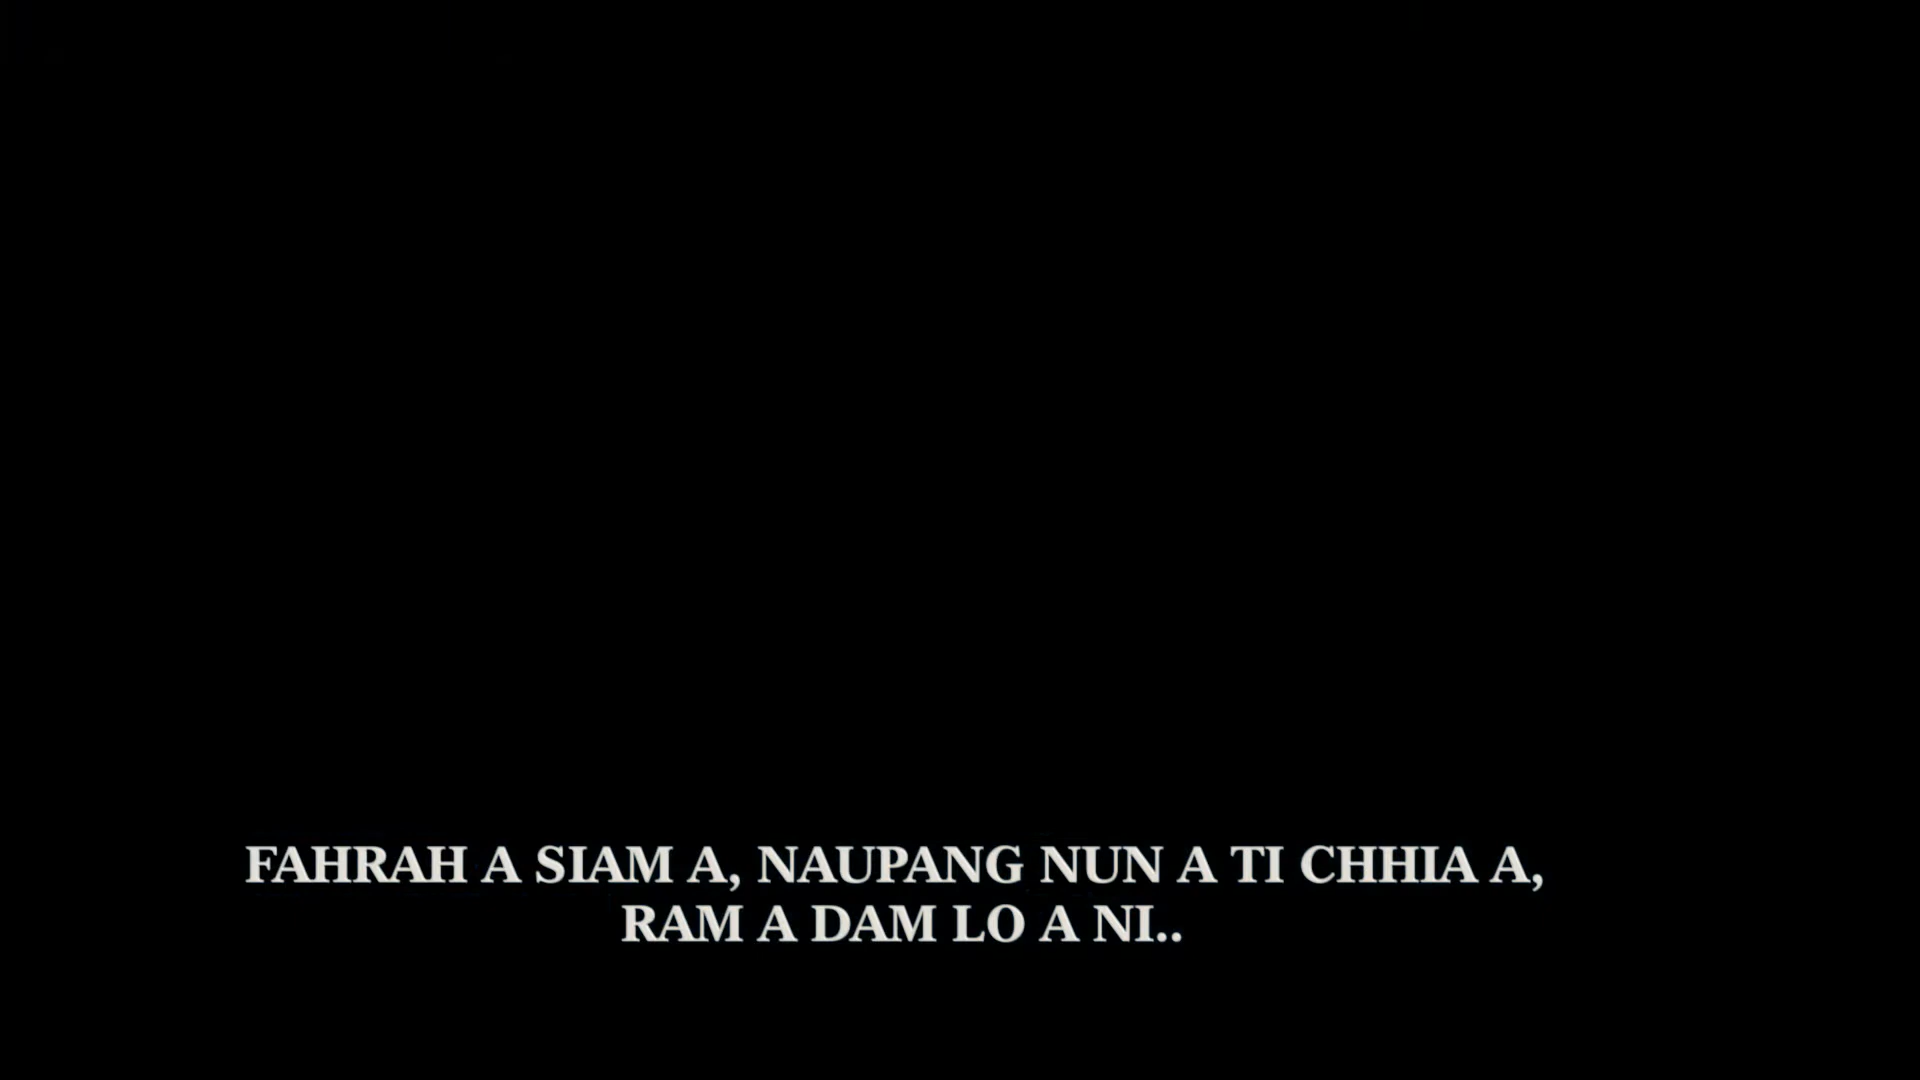 FAHRAH A SIAM A, NAUPANG NUN A TI CHHIA A,
RAM A DAM LO A NI..